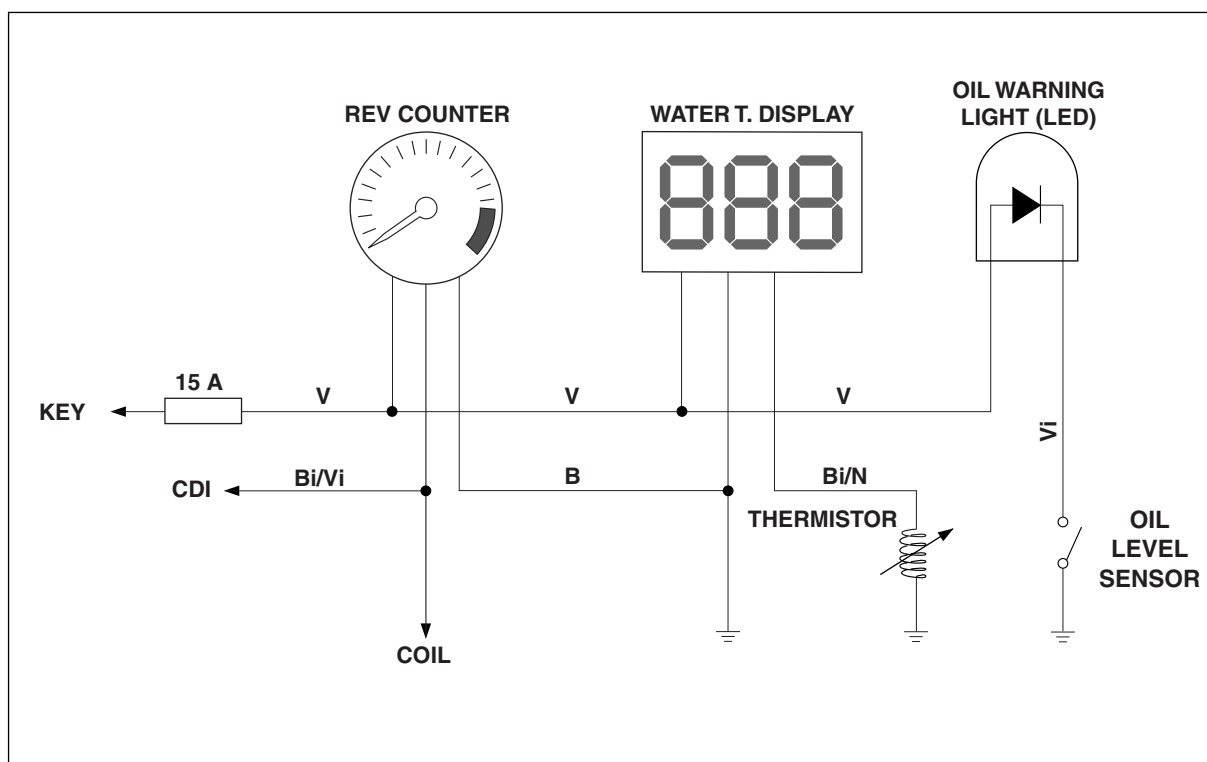 OIL WARNING
LIGHT (LED)
REV COUNTER
WATER T. DISPLAY
888
15 A
V
V
V
KEY
Vi
CDI
Bi/Vi
B
Bi/N
THERMISTOR
OIL
LEVEL
SENSOR
COIL